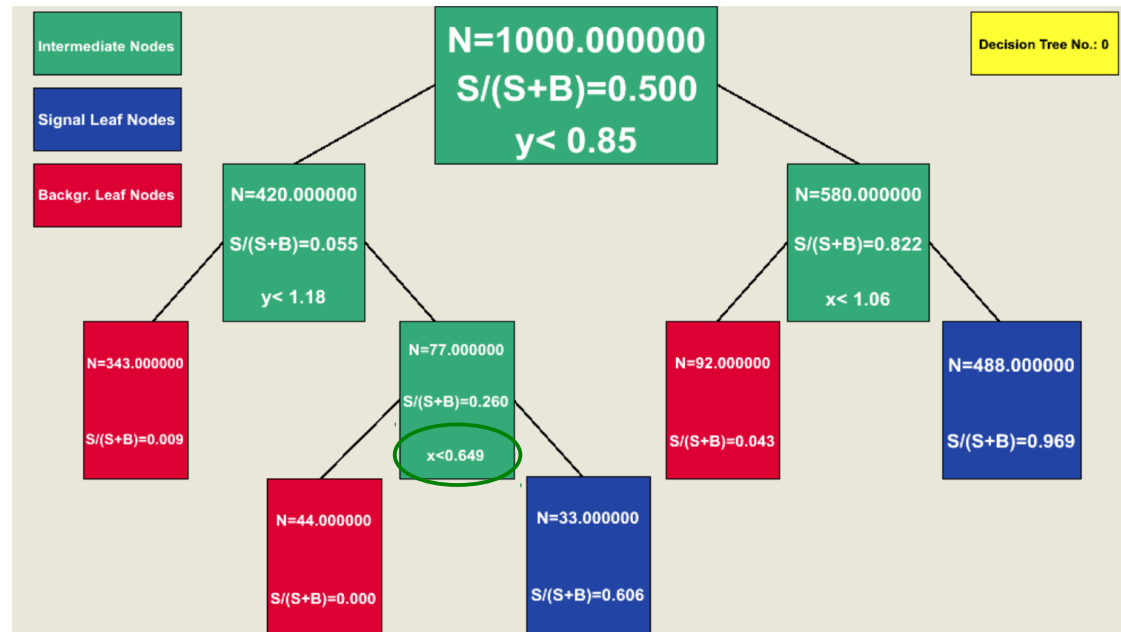 Intermediate Nodes
Signal Leaf Nodes
Backgr. Leaf Nodes
Decision Tree No.: 0
N=1000.000000
S/(S+B)=0.500
y< 0.85
N=420.000000
S/(S+B)=0.055
y< 1.18
N=580.000000
S/(S+B)=0.822
x< 1.06
N=343.000000
S/(S+B)=0.009
N=77.000000
S/(S+B)=0.260
x<0.649
N=92.000000
S/(S+B)=0.043
N=488.000000
S/(S+B)=0.969
N=44.000000
S/(S+B)=0.000
N=33.000000
S/(S+B)=0.606